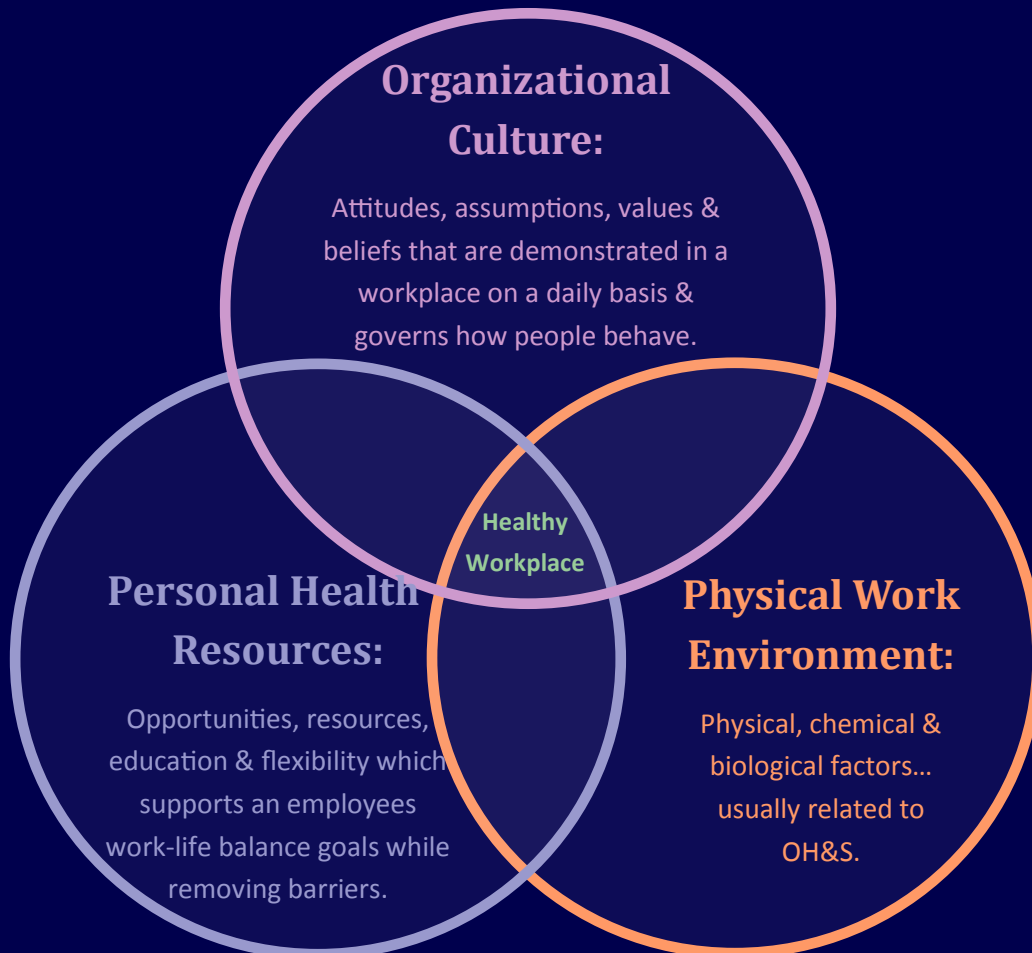 Organizational
Culture:
Attitudes, assumptions, values &
beliefs that are demonstrated in a
workplace on a daily basis &
governs how people behave.
Healthy
Workplace
Personal Health
Resources:
Opportunities, resources,
education & flexibility which
supports an employees
work-life balance goals while
removing barriers.
Physical Work
Environment:
Physical, chemical &
biological factors...
usually related to
OH&S.